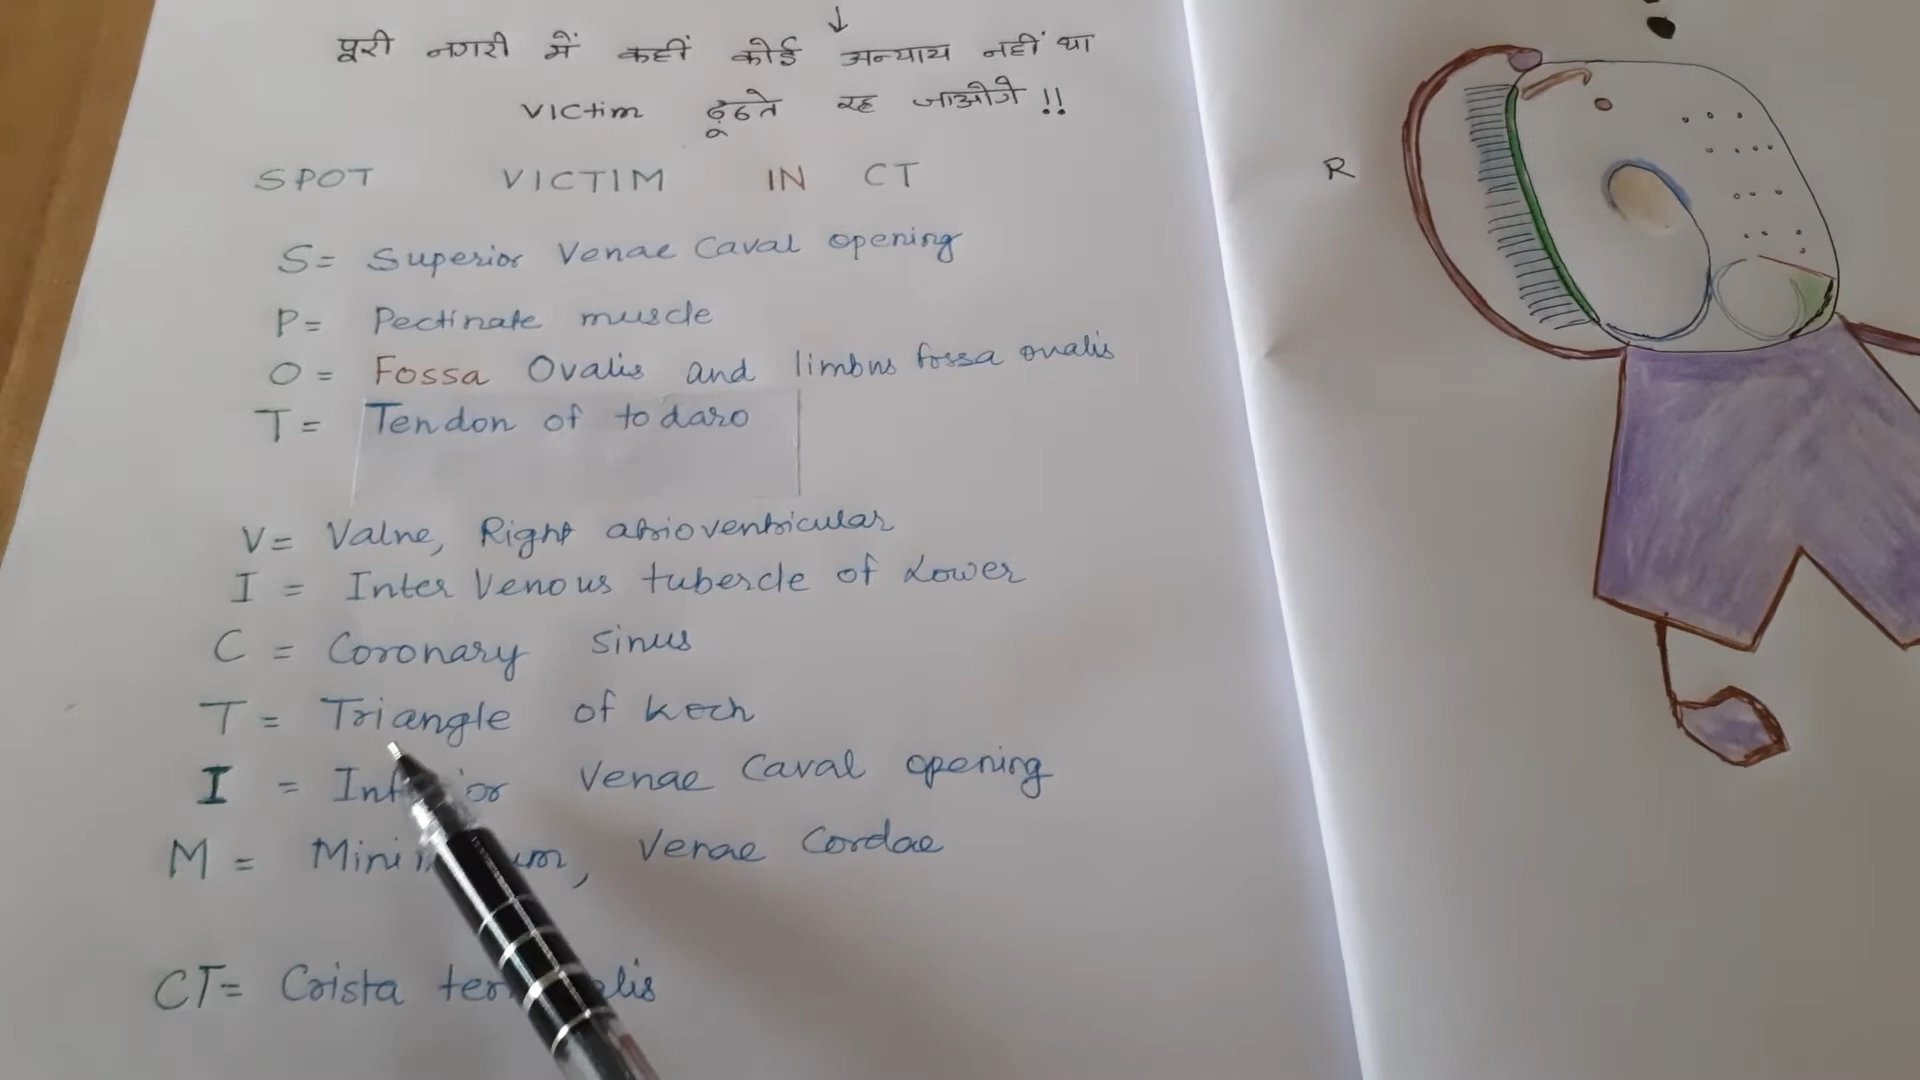 पूरी नगरी में कहीं कोई ↓ अन्याय नहीं था
VICtim ढूढते रह जाओगे !!
SPOT VICTIM IN CT
S= Superior Venae Caval opening
P= Pectinate muscle
O = Fossa Ovalis and limbus fossa ovalis
T= Tendon of todaro
V= Valve, Right atrioventricular
I = Inter Venous tubercle of Lower
C = Coronary sinus
T = Triangle of Koch
I = Venae Caval opening
M = Venae Cordae
CT= Crista
R